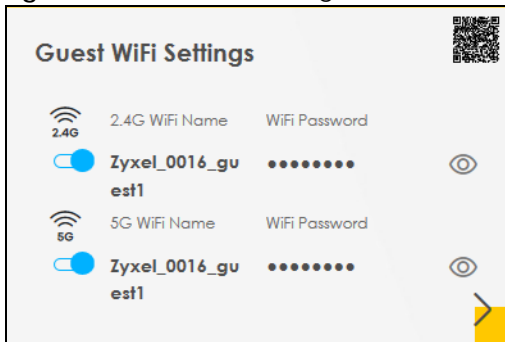 Guest WiFi Settings
2.4G WiFi Name WiFi Password
2.4G
Zyxel_0016_gu ••••••••
est1
5G WiFi Name WiFi Password
5G
Zyxel_0016_gu ••••••••
est1